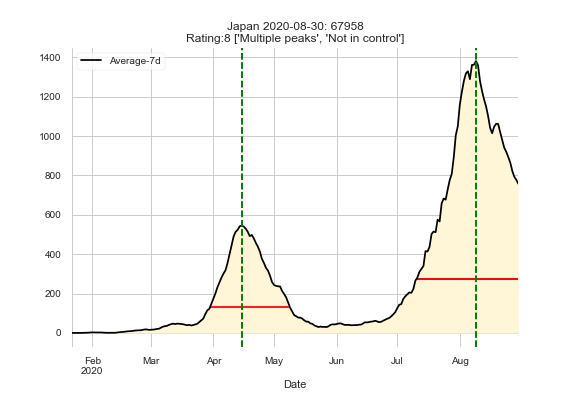 Japan 2020-08-30: 67958
Rating:8 ['Multiple peaks', 'Not in control']
Average-7d
1400
1200
1000
800
600
400
200
0
Feb Mar Apr May Jun Jul Aug
2020
Date